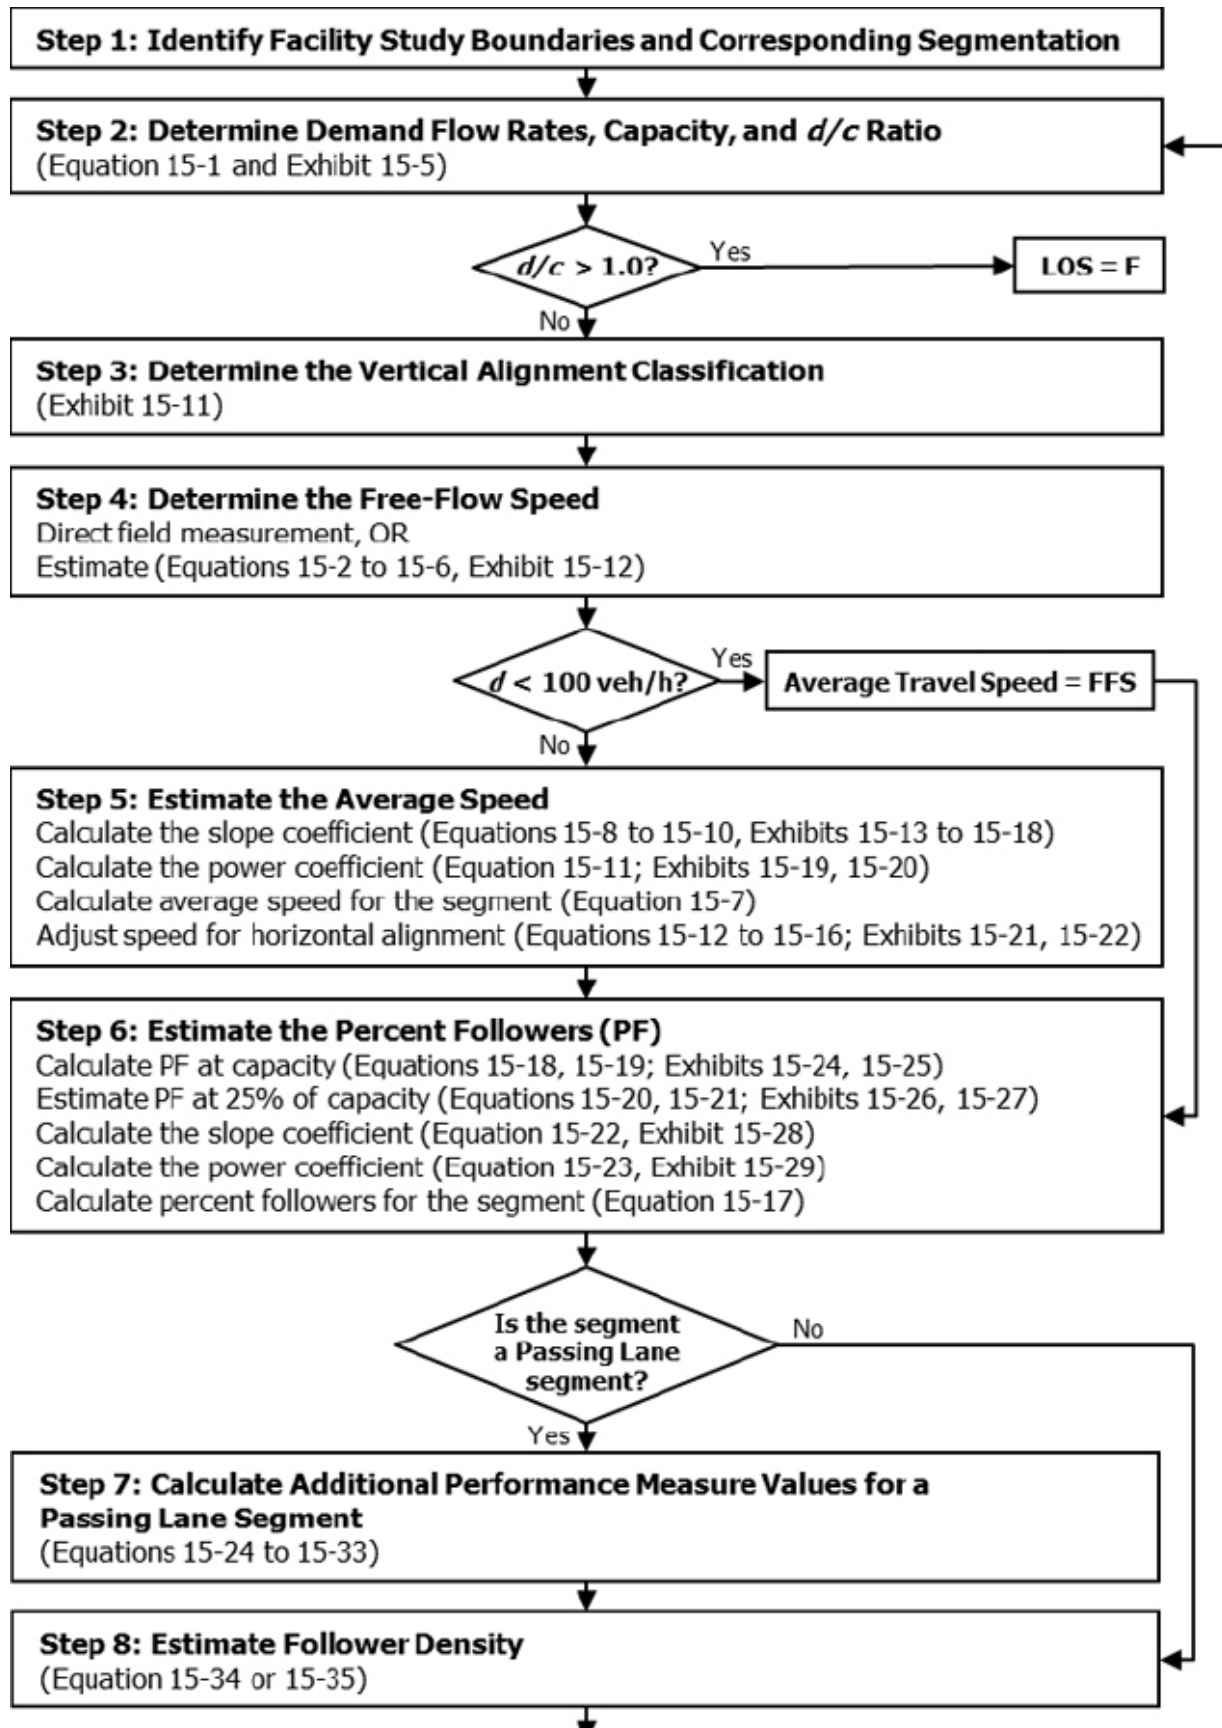 Step 1: Identify Facility Study Boundaries and Corresponding Segmentation
Step 2: Determine Demand Flow Rates, Capacity, and d/c Ratio
(Equation 15-1 and Exhibit 15-5)
d/c > 1.0?
Yes
LOS = F
No
Step 3: Determine the Vertical Alignment Classification
(Exhibit 15-11)
Step 4: Determine the Free-Flow Speed
Direct field measurement, OR
Estimate (Equations 15-2 to 15-6, Exhibit 15-12)
d < 100 veh/h?
Yes
Average Travel Speed = FFS
No
Step 5: Estimate the Average Speed
Calculate the slope coefficient (Equations 15-8 to 15-10, Exhibits 15-13 to 15-18)
Calculate the power coefficient (Equation 15-11; Exhibits 15-19, 15-20)
Calculate average speed for the segment (Equation 15-7)
Adjust speed for horizontal alignment (Equations 15-12 to 15-16; Exhibits 15-21, 15-22)
Step 6: Estimate the Percent Followers (PF)
Calculate PF at capacity (Equations 15-18, 15-19; Exhibits 15-24, 15-25)
Estimate PF at 25% of capacity (Equations 15-20, 15-21; Exhibits 15-26, 15-27)
Calculate the slope coefficient (Equation 15-22, Exhibit 15-28)
Calculate the power coefficient (Equation 15-23, Exhibit 15-29)
Calculate percent followers for the segment (Equation 15-17)
Is the segment
a Passing Lane
segment?
No
Yes
Step 7: Calculate Additional Performance Measure Values for a
Passing Lane Segment
(Equations 15-24 to 15-33)
Step 8: Estimate Follower Density
(Equation 15-34 or 15-35)